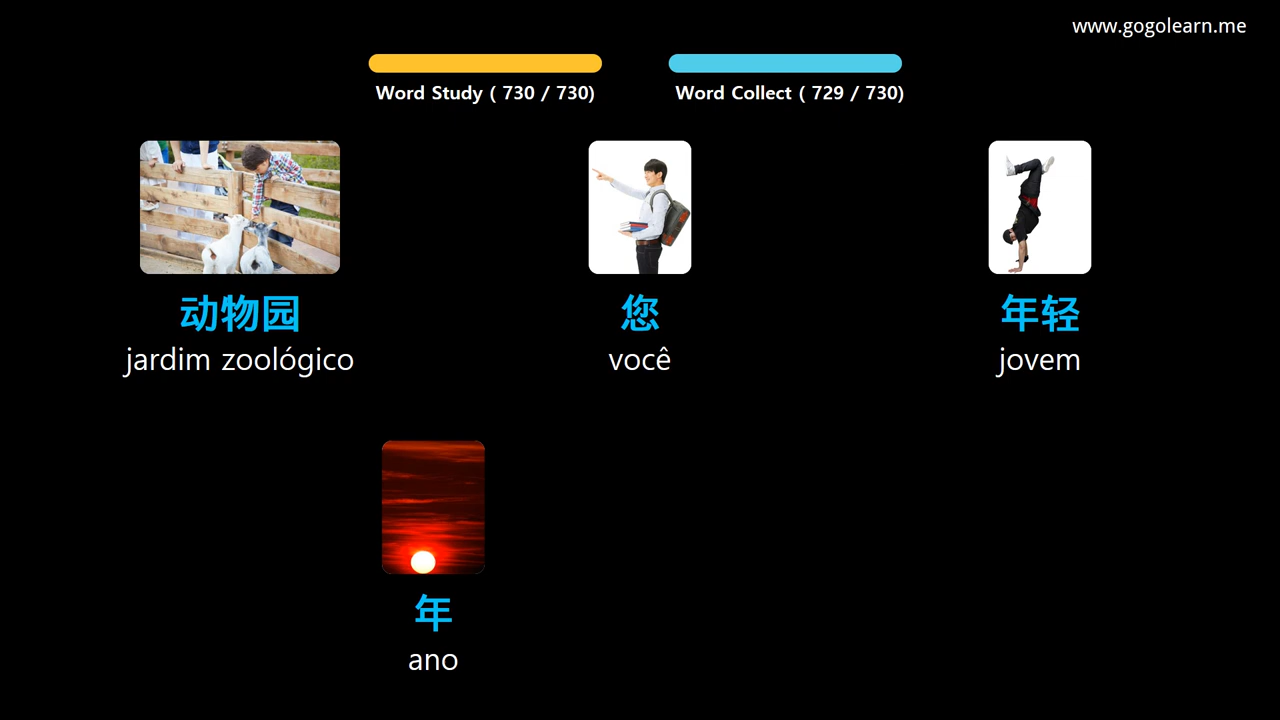 www.gogolearn.me
Word Study ( 730 / 730)
Word Collect ( 729 / 730)
动物园
jardim zoológico
您
você
年轻
jovem
年
ano